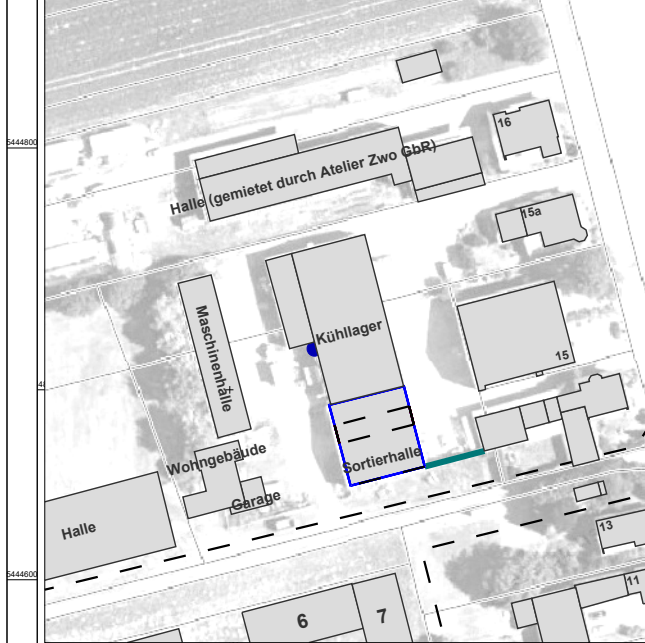 5444800
16
Halle (gemietet durch Atelier Zwo GbR)
15a
Maschinenhalle
Kühllager
15
Wohngebäude
Sortierhalle
Garage
Halle
13
5444600
11
6
7